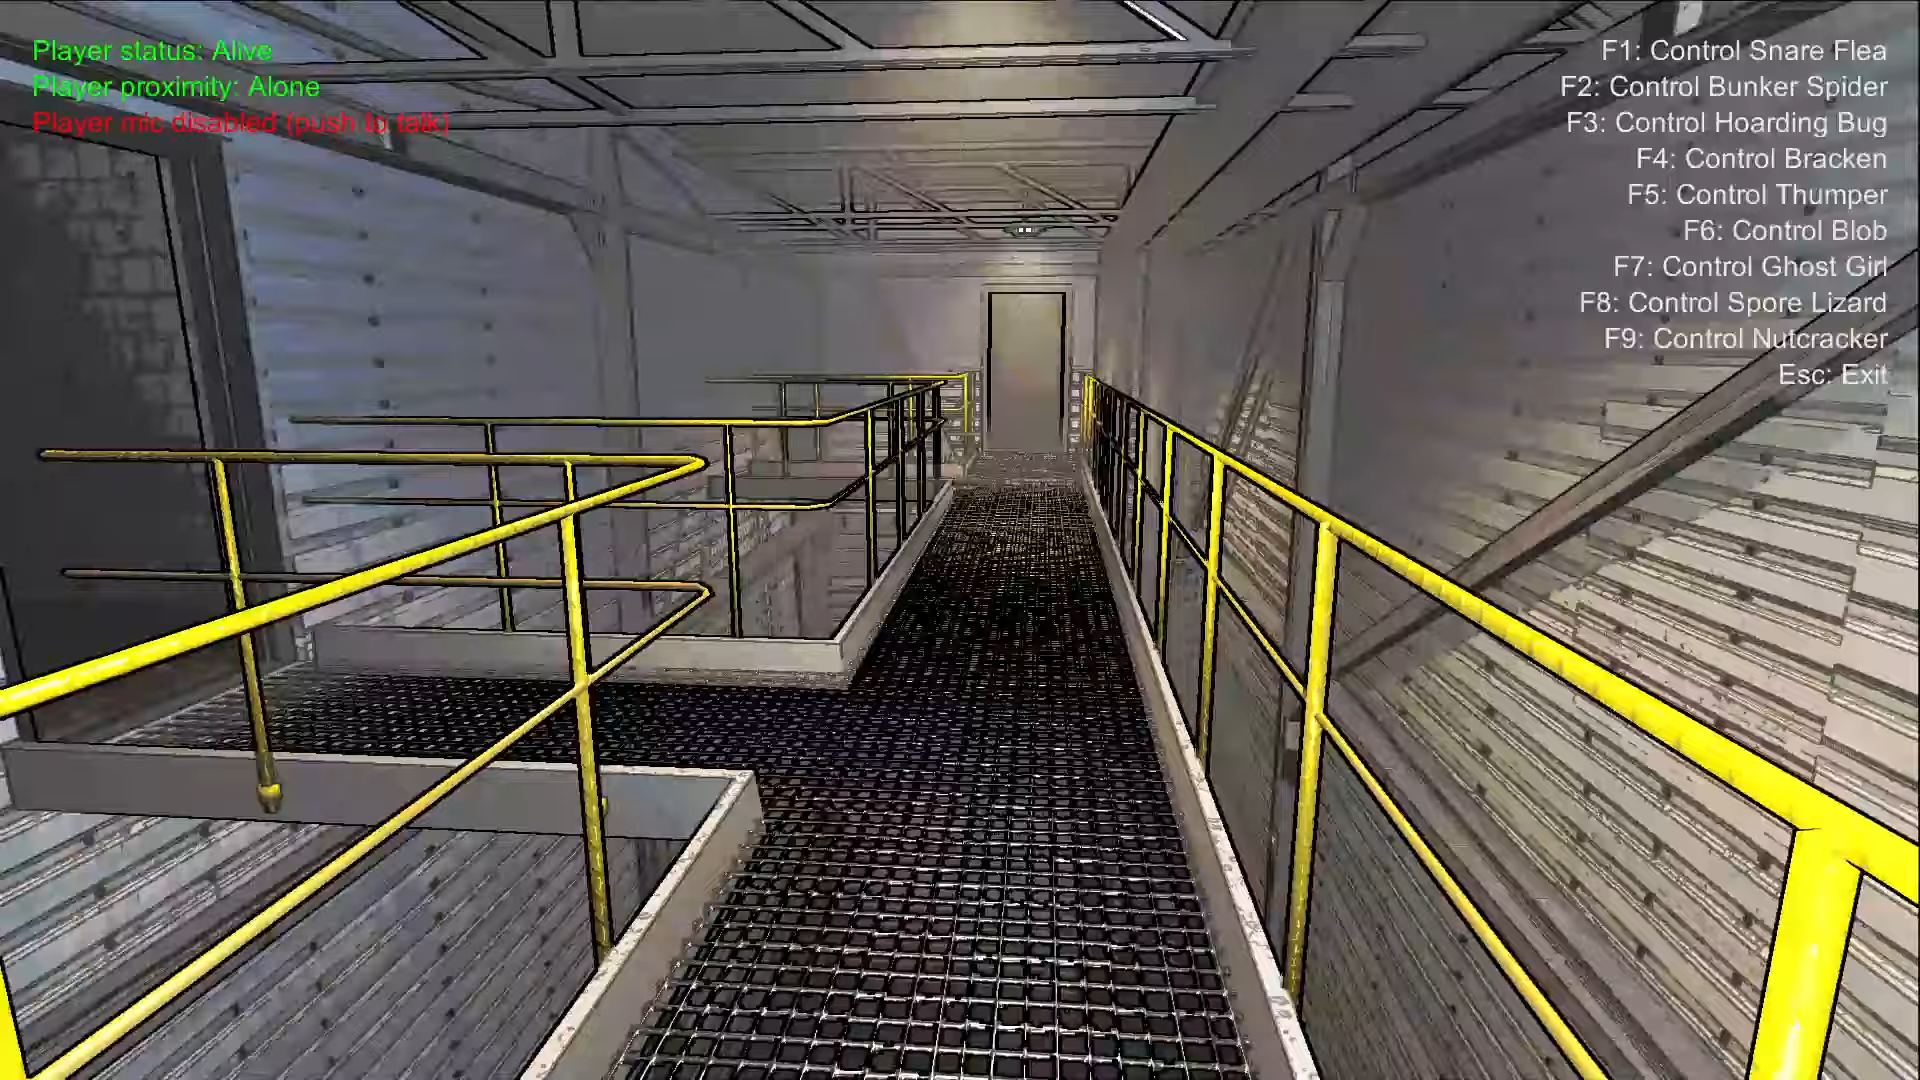 Player status: Alive
Player proximity: Alone
Player mic disabled (push to talk)
F1: Control Snare Flea
F2: Control Bunker Spider
F3: Control Hoarding Bug
F4: Control Bracken
F5: Control Thumper
F6: Control Blob
F7: Control Ghost Girl
F8: Control Spore Lizard
F9: Control Nutcracker
Esc: Exit